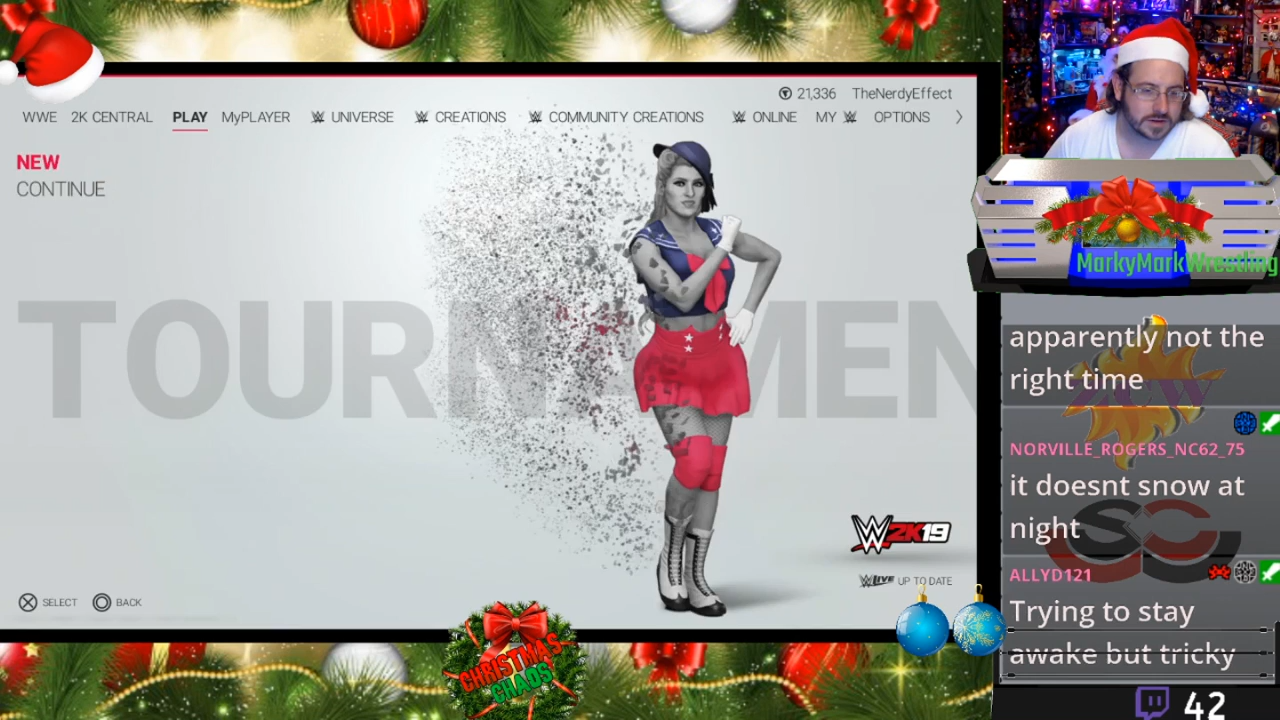 21,336 TheNerdyEffect
WWE 2K CENTRAL PLAY MyPLAYER UNIVERSE CREATIONS COMMUNITY CREATIONS ONLINE MY OPTIONS
NEW
CONTINUE
TOURNAMEN
W2K19
LIVE UP TO DATE
SELECT BACK
CHRISTMAS
CHAOS
MarkyMarkWrestling
apparently not the
right time
NORVILLE_ROGERS_NC62_75
it doesnt snow at
night
ALLYD121
Trying to stay
awake but tricky
42